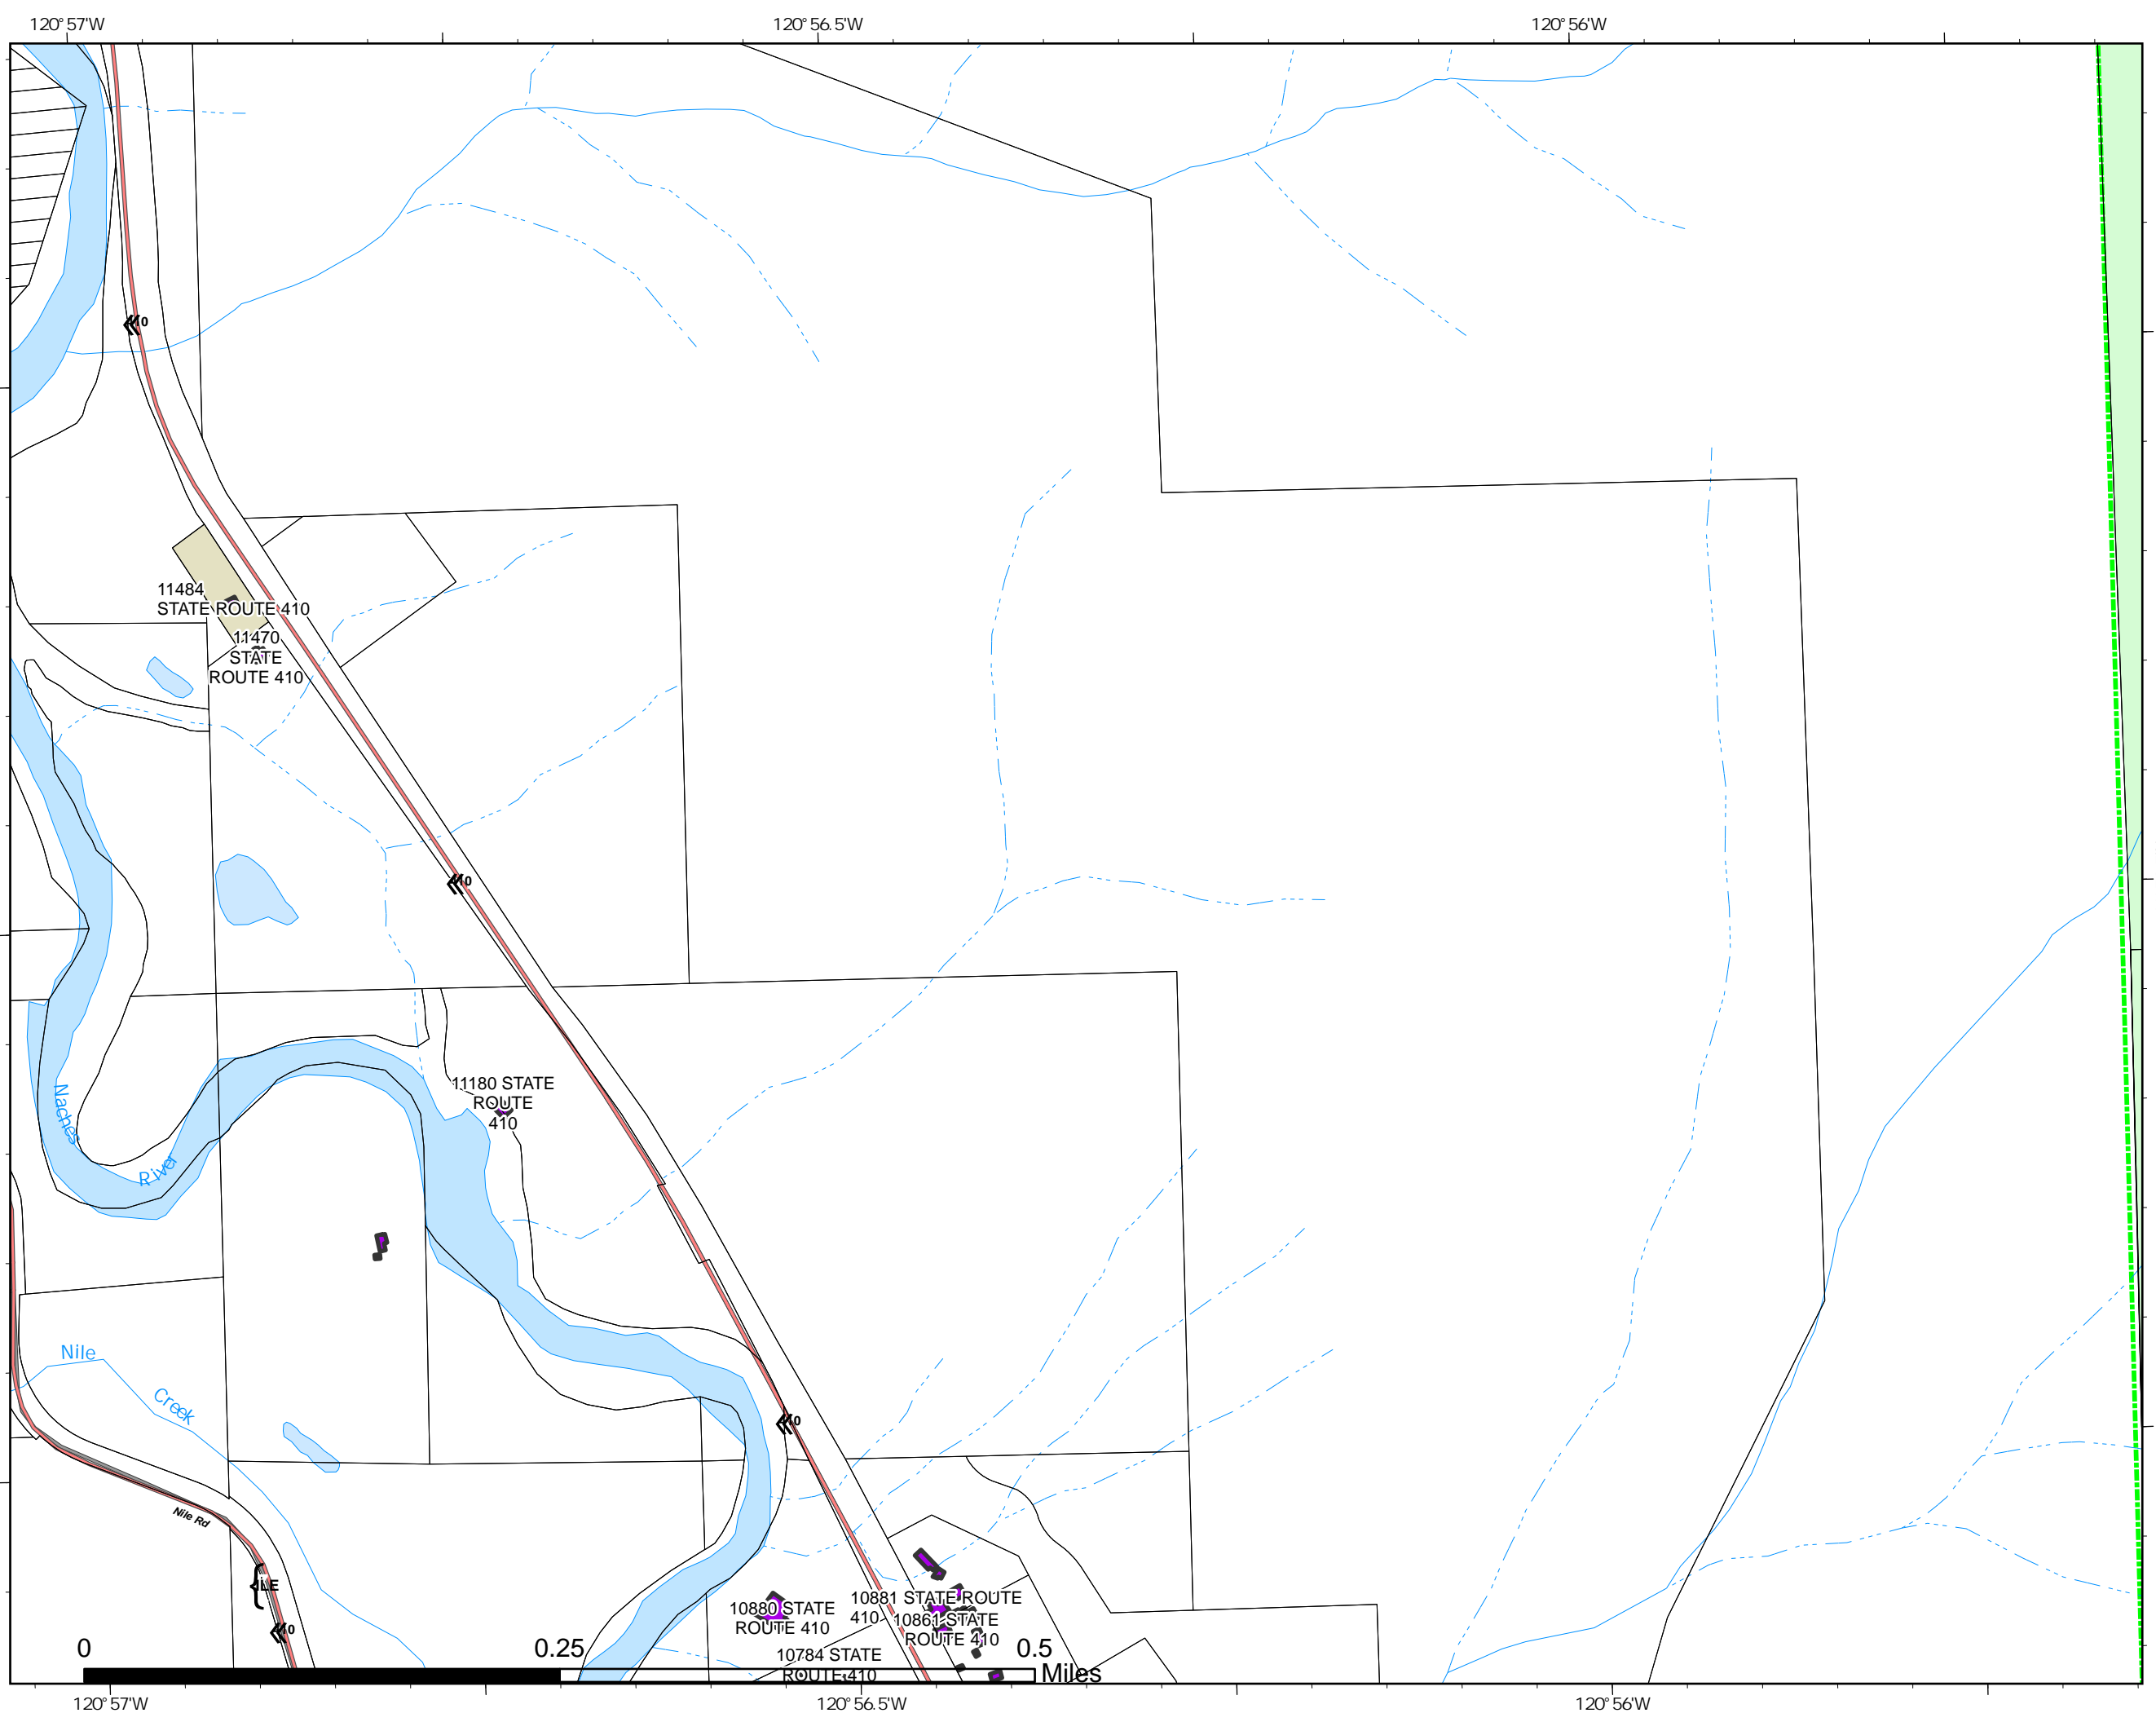 120°57'W
120°56.5'W
120°56'W
11484
STATE ROUTE 410
11470
STATE
ROUTE 410
11180 STATE
ROUTE
410
Naches
River
Nile
Creek
Nile Rd
10881 STATE ROUTE
410
10861 STATE
ROUTE 410
10880 STATE
ROUTE 410
10784 STATE
ROUTE 410
0
0.25
0.5
Miles
120°57'W
120°56.5'W
120°56'W